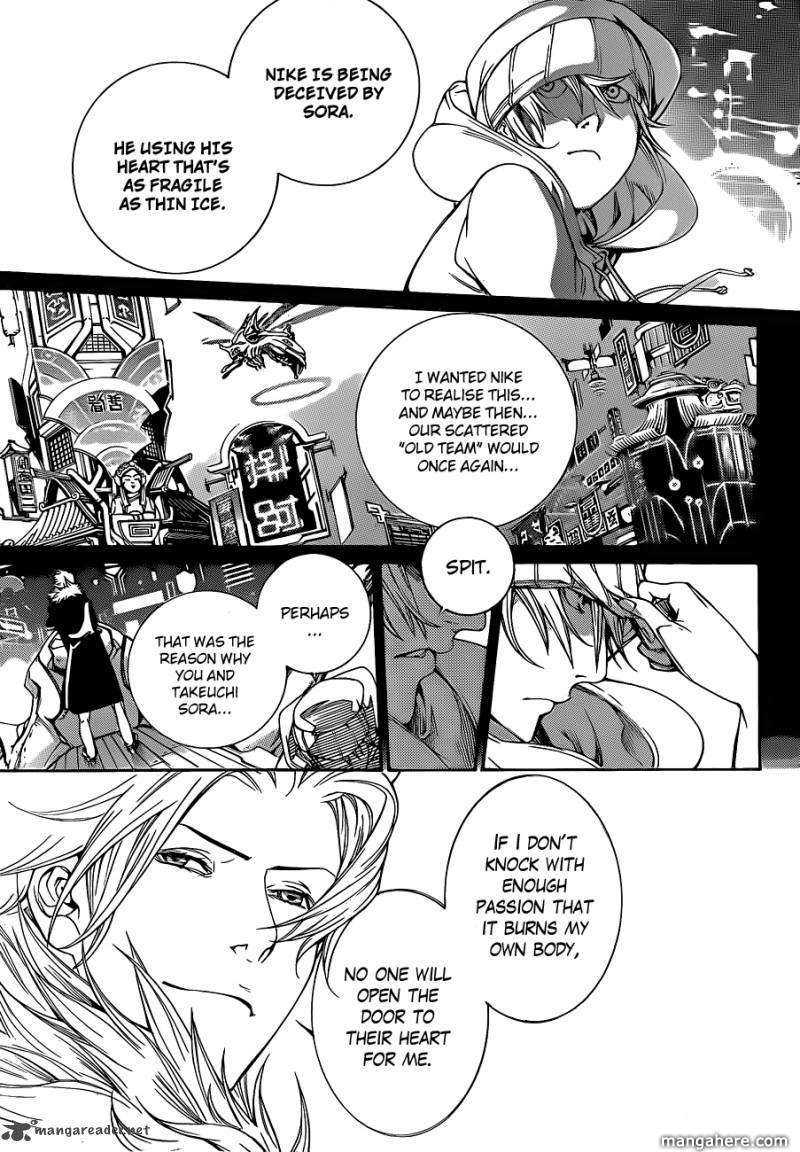 NIKE IS BEING
DECEIVED BY
SORA.
HE USING HIS
HEART THAT'S
AS FRAGILE
AS THIN ICE.
I WANTED NIKE
TO REALISE THIS...
AND MAYBE THEN...
OUR SCATTERED
"OLD TEAM" WOULD
ONCE AGAIN...
SPIT.
PERHAPS
...
THAT WAS THE
REASON WHY
YOU AND
TAKEUCHI
SORA...
IF I DON'T
KNOCK WITH
ENOUGH
PASSION THAT
IT BURNS MY
OWN BODY,
NO ONE WILL
OPEN THE
DOOR TO
THEIR HEART
FOR ME.
mangareader.net
mangahere.com